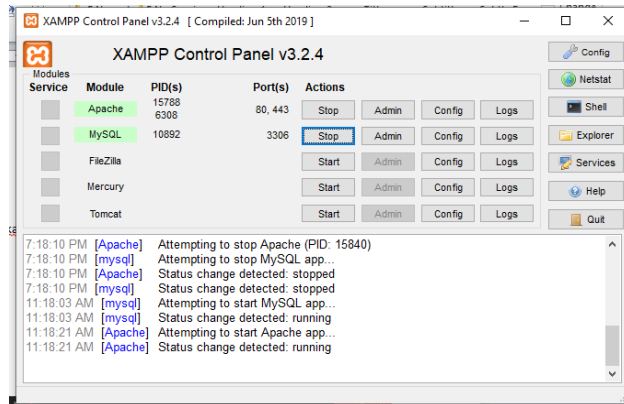 XAMPP Control Panel v3.2.4 [ Compiled: Jun 5th 2019 ]
XAMPP Control Panel v3.2.4
Config
Modules
Service Module PID(s) Port(s) Actions
Netstat
Apache 15788 6308 80, 443 Stop Admin Config Logs
Shell
MySQL 10892 3306 Stop Admin Config Logs
Explorer
FileZilla Start Admin Config Logs
Services
Mercury Start Admin Config Logs
Help
Tomcat Start Admin Config Logs
Quit
7:18:10 PM [Apache] Attempting to stop Apache (PID: 15840)
7:18:10 PM [mysql] Attempting to stop MySQL app...
7:18:10 PM [Apache] Status change detected: stopped
7:18:10 PM [mysql] Status change detected: stopped
11:18:03 AM [mysql] Attempting to start MySQL app...
11:18:03 AM [mysql] Status change detected: running
11:18:21 AM [Apache] Attempting to start Apache app...
11:18:21 AM [Apache] Status change detected: running